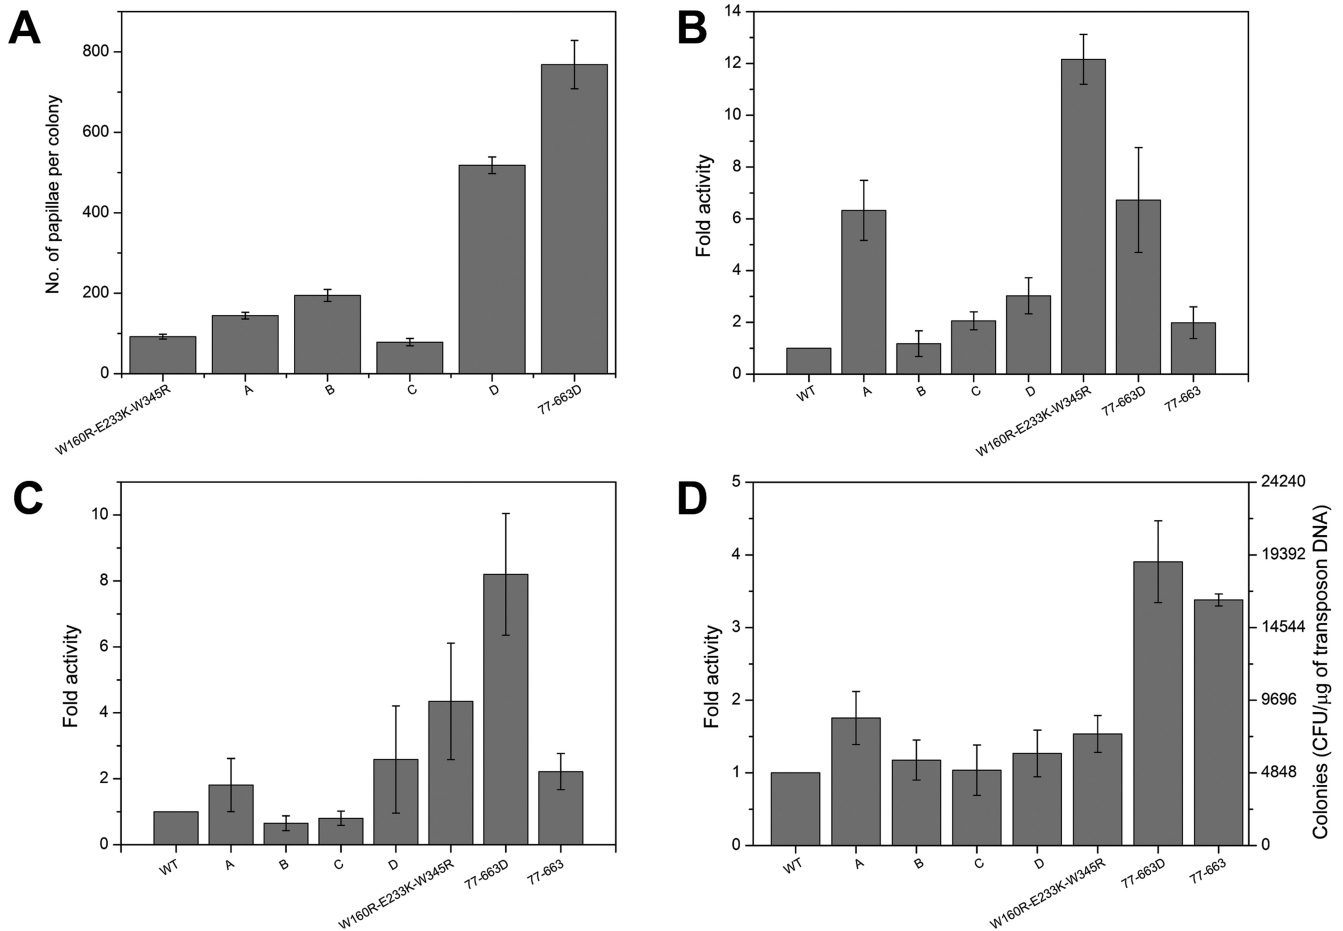 A
No. of papillae per colony
800
600
400
200
0
W160R-E233K-W345R
A
B
C
D
77-663D
B
Fold activity
14
12
10
8
6
4
2
0
WT
A
B
C
D
W160R-E233K-W345R
77-663D
77-663
C
Fold activity
10
8
6
4
2
0
WT
A
B
C
D
W160R-E233K-W345R
77-663D
77-663
D
Fold activity
5
4
3
2
1
0
24240
19392
14544
9696
4848
0
Colonies (CFU/μg of transposon DNA)
WT
A
B
C
D
W160R-E233K-W345R
77-663D
77-663